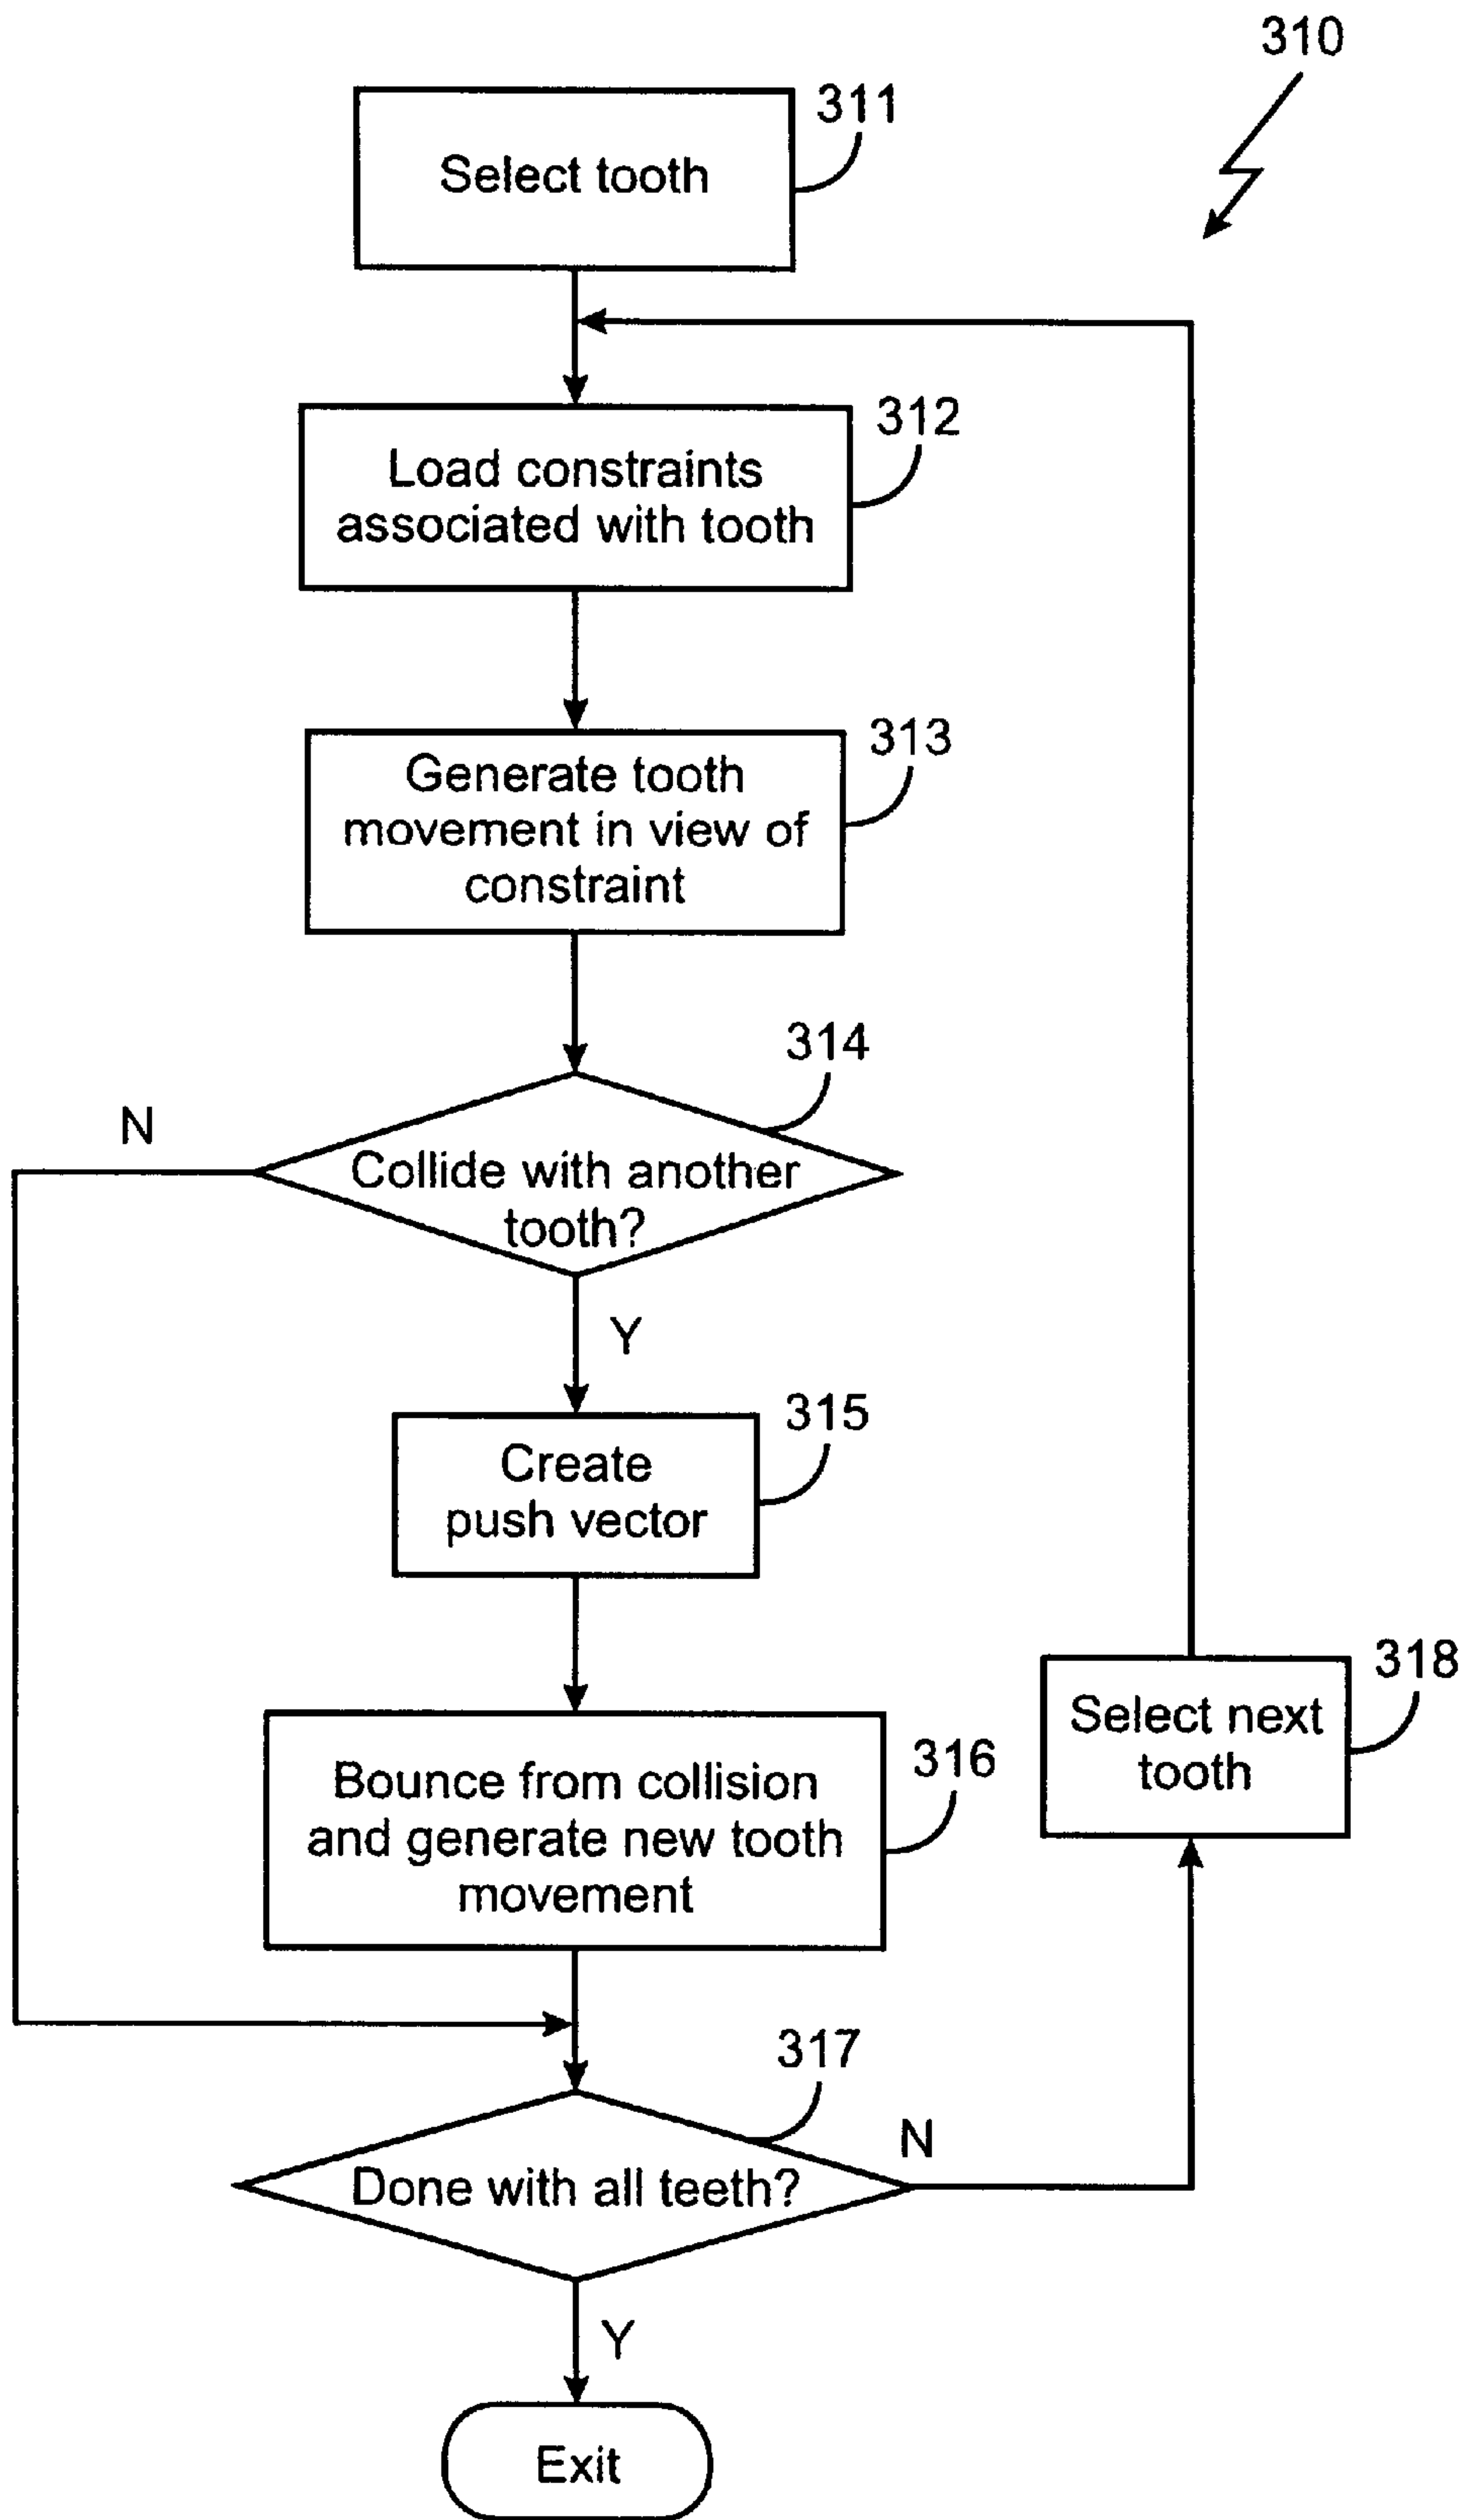 310
311
Select tooth
312
Load constraints
associated with tooth
313
Generate tooth
movement in view of
constraint
314
N
Collide with another
tooth?
Y
315
Create
push vector
316
Bounce from collision
and generate new tooth
movement
318
Select next
tooth
317
N
Done with all teeth?
Y
Exit